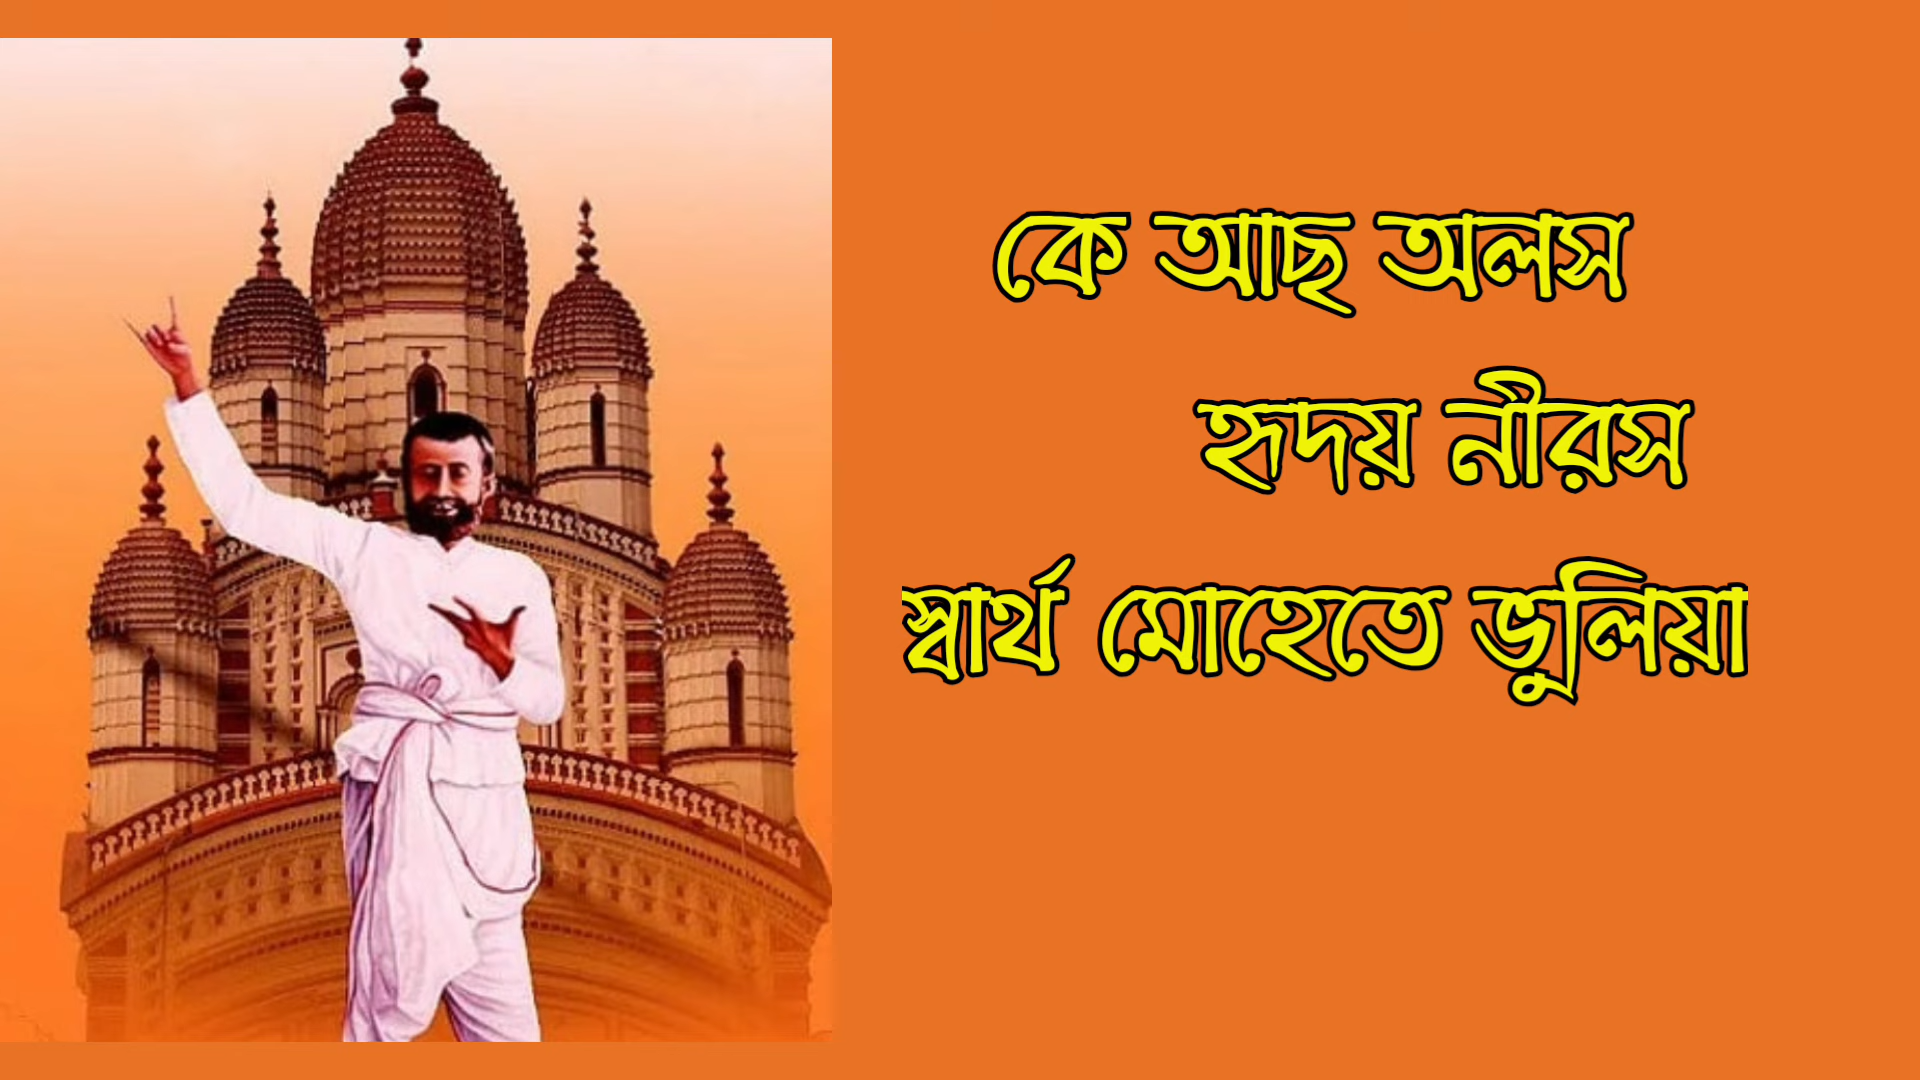 কে আছ অলস
হৃদয় নীরস
স্বার্থ মোহেতে ভুলিয়া